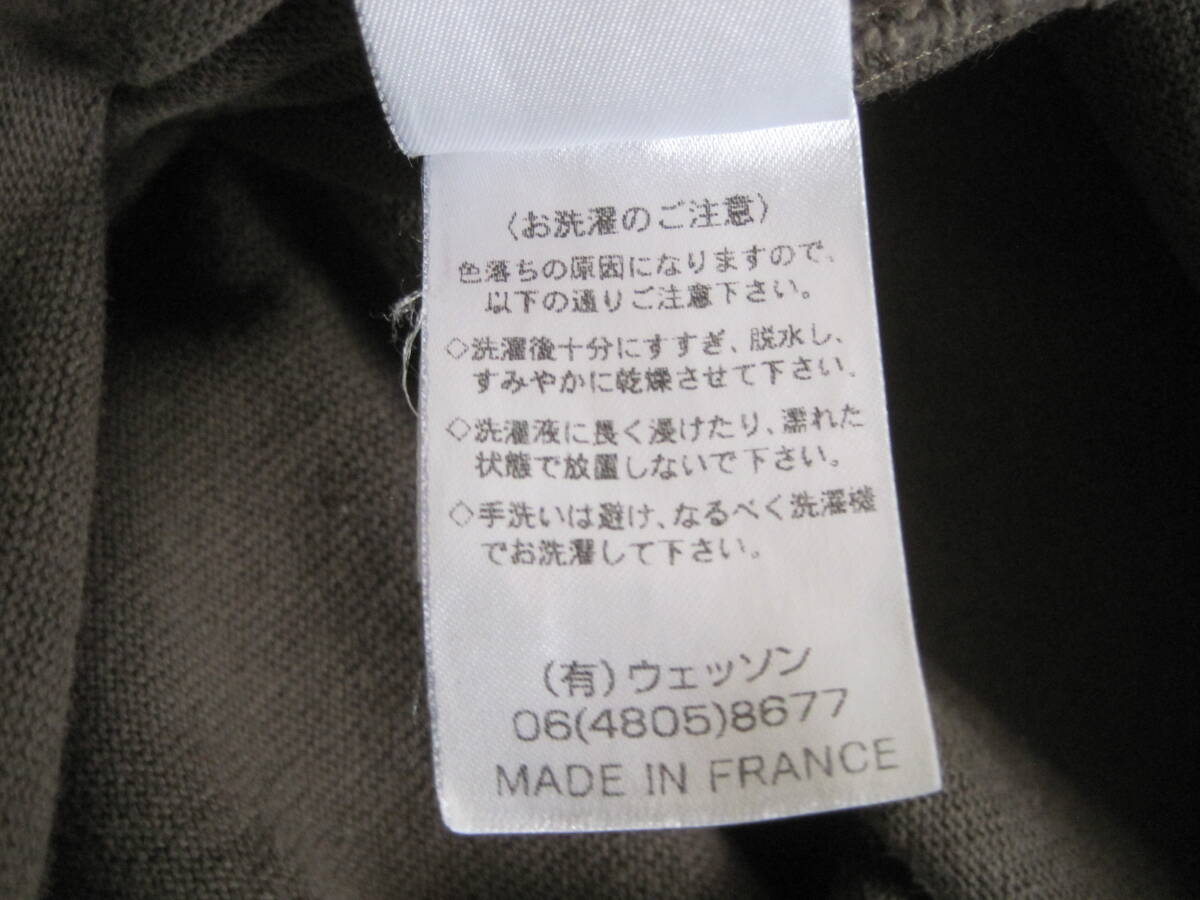 〈お洗濯のご注意〉
色落ちの原因になりますので、
以下の通りご注意下さい。
◇洗濯後十分にすすぎ、脱水し、
すみやかに乾燥させて下さい。
◇洗濯液に長く浸けたり、濡れた
状態で放置しないで下さい。
◇手洗いは避け、なるべく洗濯機
でお洗濯して下さい。
(有)ウェッソン
06(4805)8677
MADE IN FRANCE